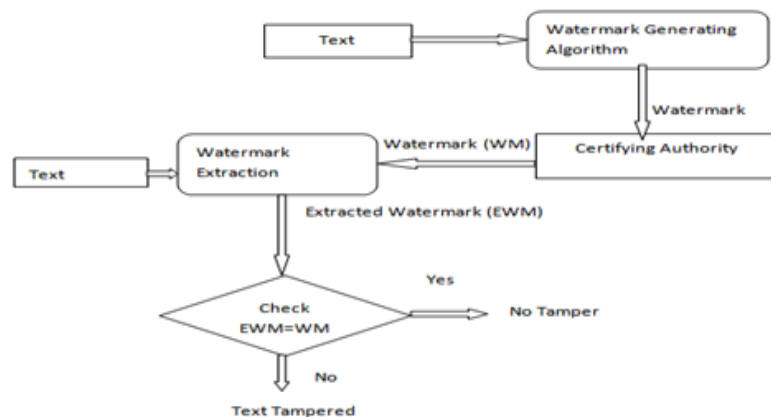 Text
Watermark Generating
Algorithm
Watermark
Certifying Authority
Watermark (WM)
Watermark
Extraction
Text
Extracted Watermark (EWM)
Check
EWM=WM
Yes
No Tamper
No
Text Tampered